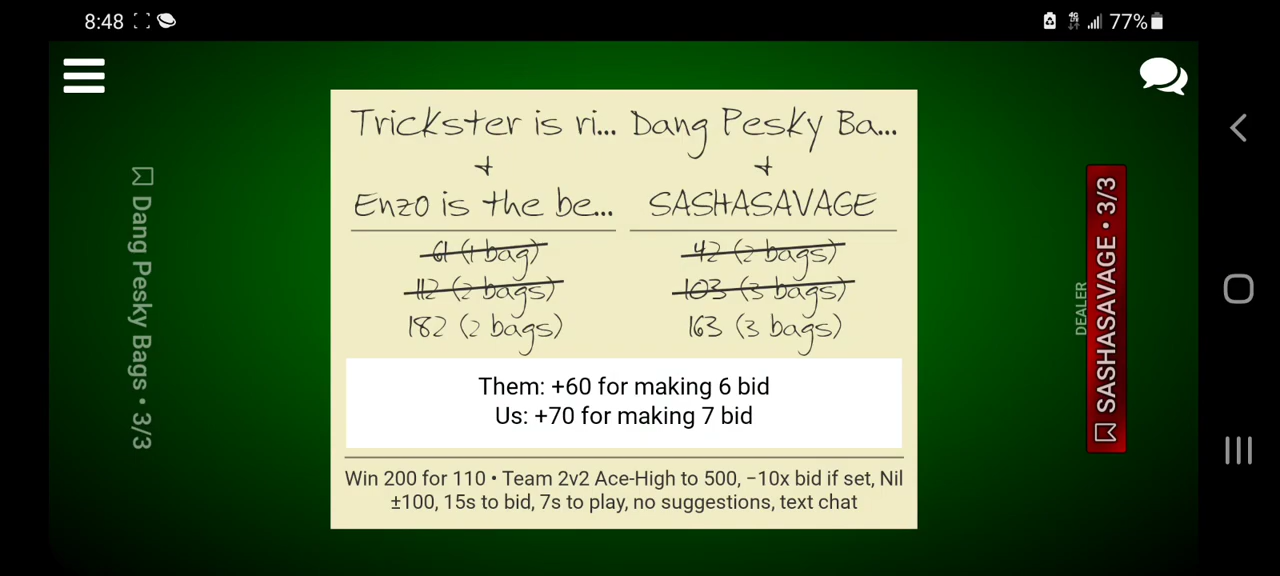 8:48 4G 77%
Trickster is ri... Dang Pesky Ba...
+ +
Enzo is the be... SASHASAVAGE
61 (1 bag) 42 (2 bags)
112 (2 bags) 103 (3 bags)
182 (2 bags) 163 (3 bags)
Them: +60 for making 6 bid
Us: +70 for making 7 bid
Win 200 for 110 • Team 2v2 Ace-High to 500, −10x bid if set, Nil
±100, 15s to bid, 7s to play, no suggestions, text chat
Dang Pesky Bags • 3/3
DEALER
SASHASAVAGE • 3/3